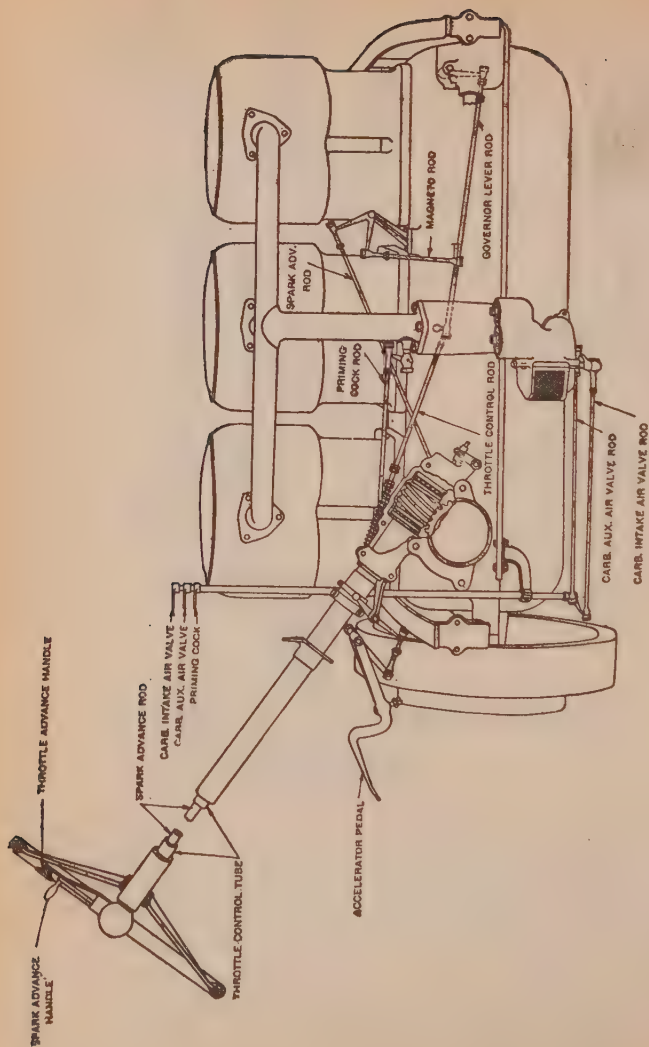 SPARK ADVANCE
HANDLE
THROTTLE ADVANCE HANDLE
SPARK ADVANCE ROD
THROTTLE CONTROL TUBE
CARB. INTAKE AIR VALVE
CARB. AUX. AIR VALVE
PRIMING COCK
ACCELERATOR PEDAL
SPARK ADV.
ROD
PRIMING
COCK ROD
MAGNETO ROD
THROTTLE CONTROL ROD
GOVERNOR LEVER ROD
CARB. AUX. AIR VALVE ROD
CARB. INTAKE AIR VALVE ROD